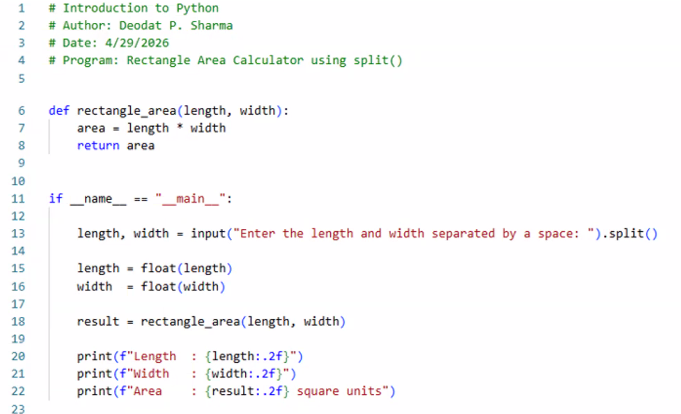 1 # Introduction to Python
2 # Author: Deodat P. Sharma
3 # Date: 4/29/2026
4 # Program: Rectangle Area Calculator using split()
5
6 def rectangle_area(length, width):
7     area = length * width
8     return area
9
10
11 if __name__ == "__main__":
12
13     length, width = input("Enter the length and width separated by a space: ").split()
14
15     length = float(length)
16     width  = float(width)
17
18     result = rectangle_area(length, width)
19
20     print(f"Length  : {length:.2f}")
21     print(f"Width   : {width:.2f}")
22     print(f"Area    : {result:.2f} square units")
23